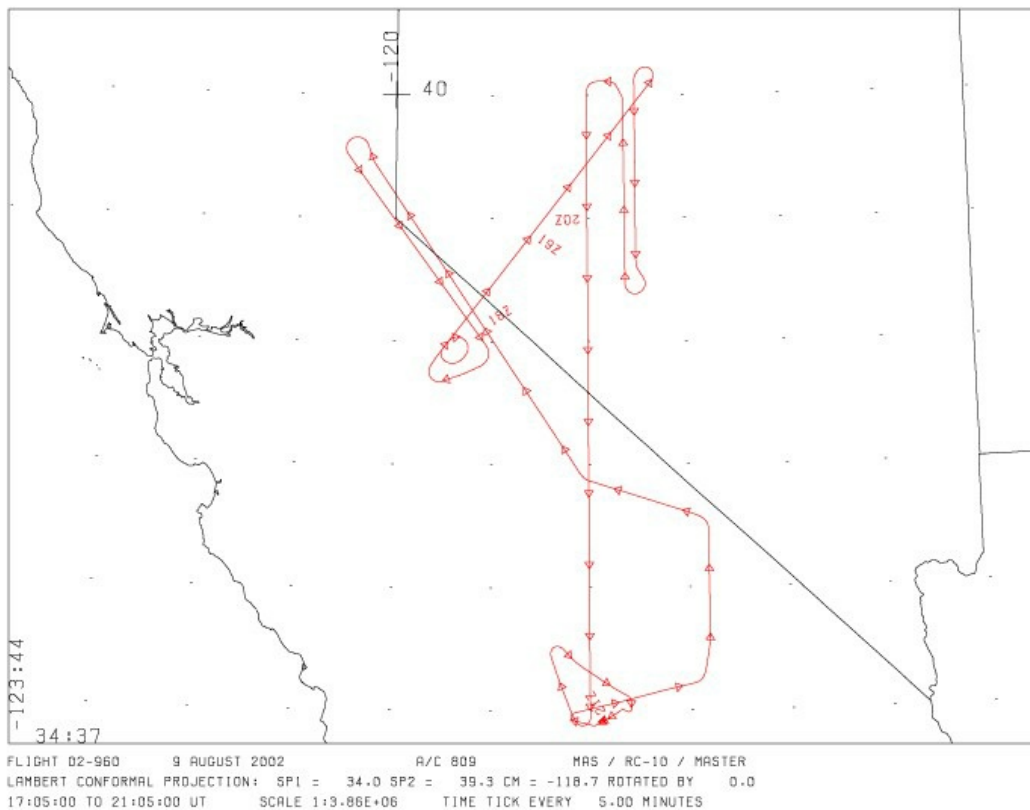 -120
40
20Z
19Z
18Z
-123:44
34:37
FLIGHT 02-960 9 AUGUST 2002 A/C 809 MAS / RC-10 / MASTER
LAMBERT CONFORMAL PROJECTION: SP1 = 34.0 SP2 = 39.3 CM = -118.7 ROTATED BY 0.0
17:05:00 TO 21:05:00 UT SCALE 1:3.86E+06 TIME TICK EVERY 5.00 MINUTES